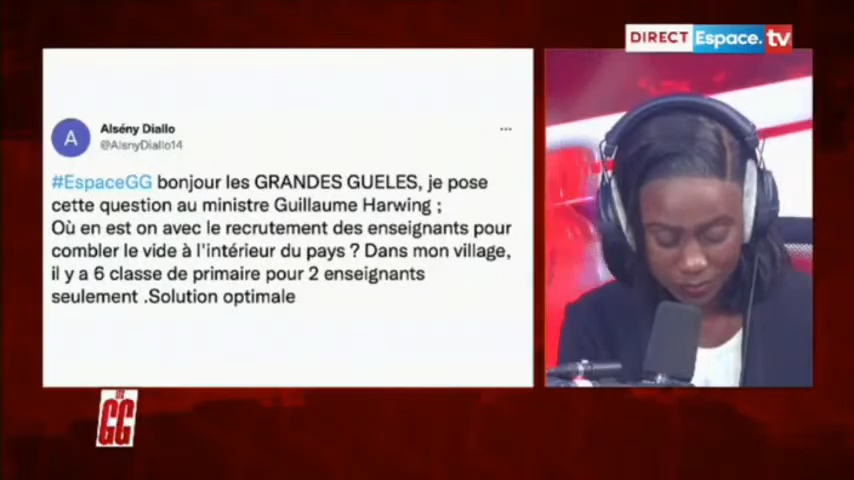 DIRECT Espace.tv
A
Alsény Diallo
@AlsnyDiallo14
#EspaceGG bonjour les GRANDES GUELES, je pose
cette question au ministre Guillaume Harwing ;
Où en est on avec le recrutement des enseignants pour
combler le vide à l'intérieur du pays ? Dans mon village,
il y a 6 classe de primaire pour 2 enseignants
seulement .Solution optimale
LES
GG